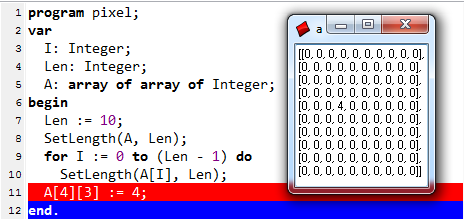 1 program pixel;
2 var
3 I: Integer;
4 Len: Integer;
5 A: array of array of Integer;
6 begin
7 Len := 10;
8 SetLength(A, Len);
9 for I := 0 to (Len - 1) do
10 SetLength(A[I], Len);
11 A[4][3] := 4;
12 end.
a
[[0, 0, 0, 0, 0, 0, 0, 0, 0, 0],
[0, 0, 0, 0, 0, 0, 0, 0, 0, 0],
[0, 0, 0, 0, 0, 0, 0, 0, 0, 0],
[0, 0, 0, 0, 0, 0, 0, 0, 0, 0],
[0, 0, 0, 4, 0, 0, 0, 0, 0, 0],
[0, 0, 0, 0, 0, 0, 0, 0, 0, 0],
[0, 0, 0, 0, 0, 0, 0, 0, 0, 0],
[0, 0, 0, 0, 0, 0, 0, 0, 0, 0],
[0, 0, 0, 0, 0, 0, 0, 0, 0, 0],
[0, 0, 0, 0, 0, 0, 0, 0, 0, 0]]